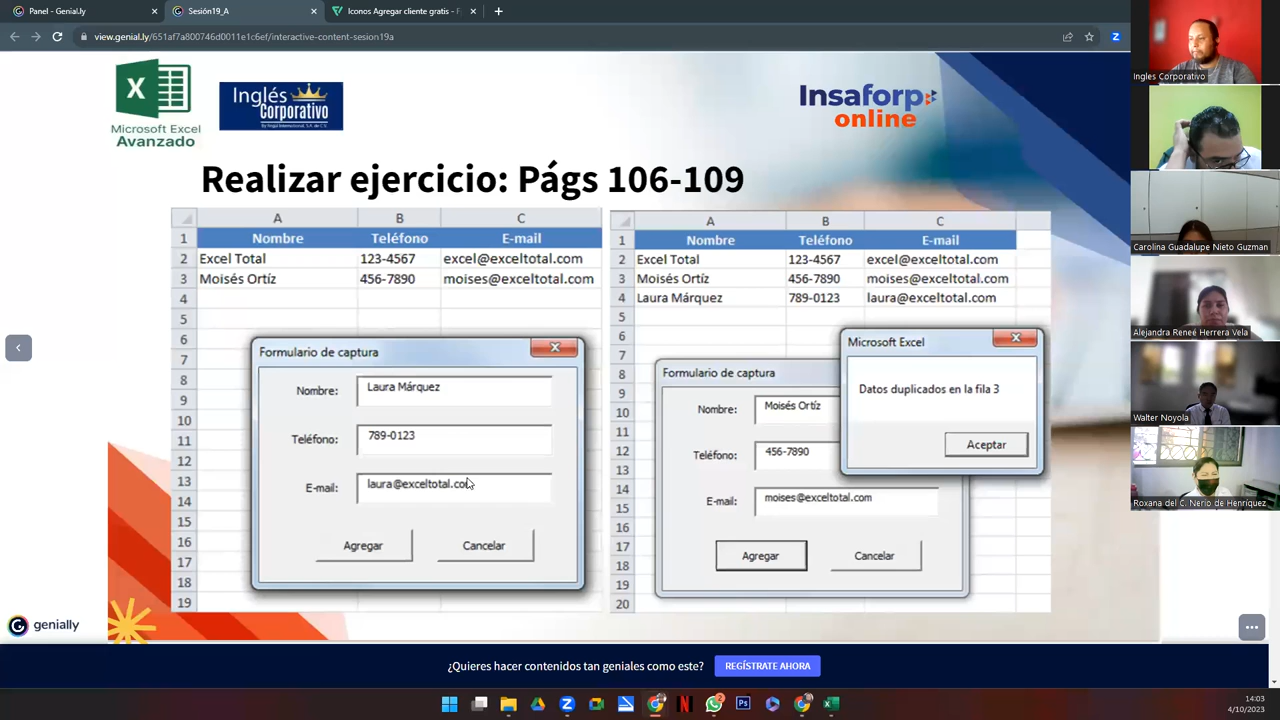 Panel - Genial.ly
Sesión19_A
Iconos Agregar cliente gratis - F
view.genial.ly/651af7a800746d0011e1c6ef/interactive-content-sesion19a
Microsoft Excel
Avanzado
Inglés
Corporativo
Insaforp
online
Realizar ejercicio: Págs 106-109
A B C
1 Nombre Teléfono E-mail
2 Excel Total 123-4567 excel@exceltotal.com
3 Moisés Ortíz 456-7890 moises@exceltotal.com
4
5
6
7
8
9
10
11
12
13
14
15
16
17
18
19
Formulario de captura
Nombre: Laura Márquez
Teléfono: 789-0123
E-mail: laura@exceltotal.com
Agregar Cancelar
A B C
1 Nombre Teléfono E-mail
2 Excel Total 123-4567 excel@exceltotal.com
3 Moisés Ortíz 456-7890 moises@exceltotal.com
4 Laura Márquez 789-0123 laura@exceltotal.com
5
6
7
8
9
10
11
12
13
14
15
16
17
18
19
20
Formulario de captura
Nombre: Moisés Ortíz
Teléfono: 456-7890
E-mail: moises@exceltotal.com
Agregar Cancelar
Microsoft Excel
Datos duplicados en la fila 3
Aceptar
genially
¿Quieres hacer contenidos tan geniales como este? REGÍSTRATE AHORA
Ingles Corporativo
Carolina Guadalupe Nieto Guzman
Alejandra Reneé Herrera Vela
Walter Noyola
Roxana del C. Nerio de Henríquez
14:03
4/10/2023